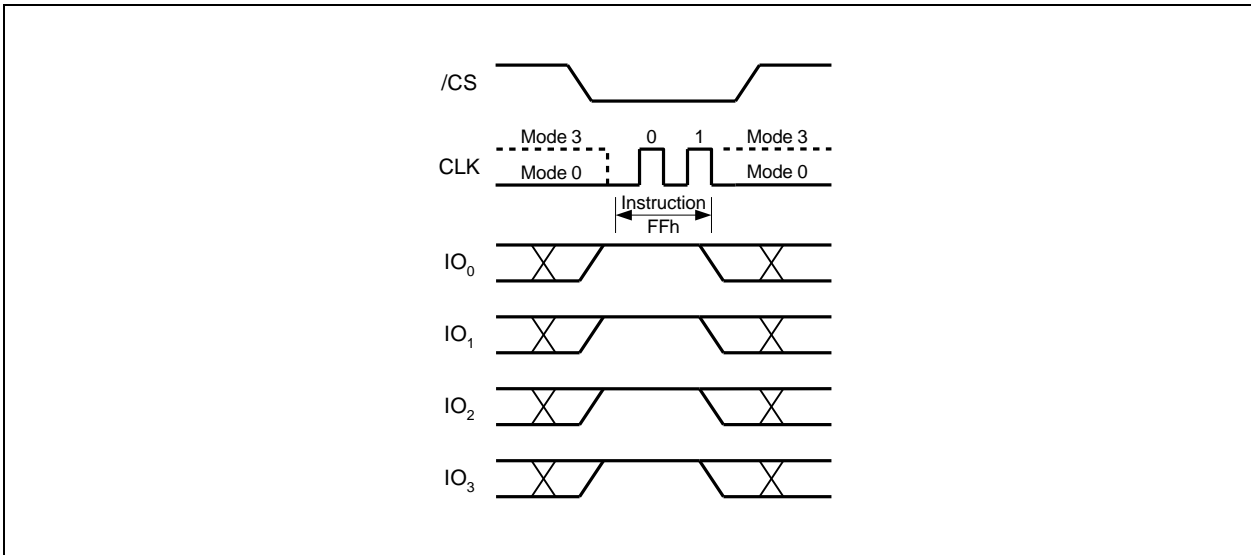 /CS
Mode 3 0 1 Mode 3
CLK
Mode 0 Mode 0
Instruction
FFh
IO0
IO1
IO2
IO3